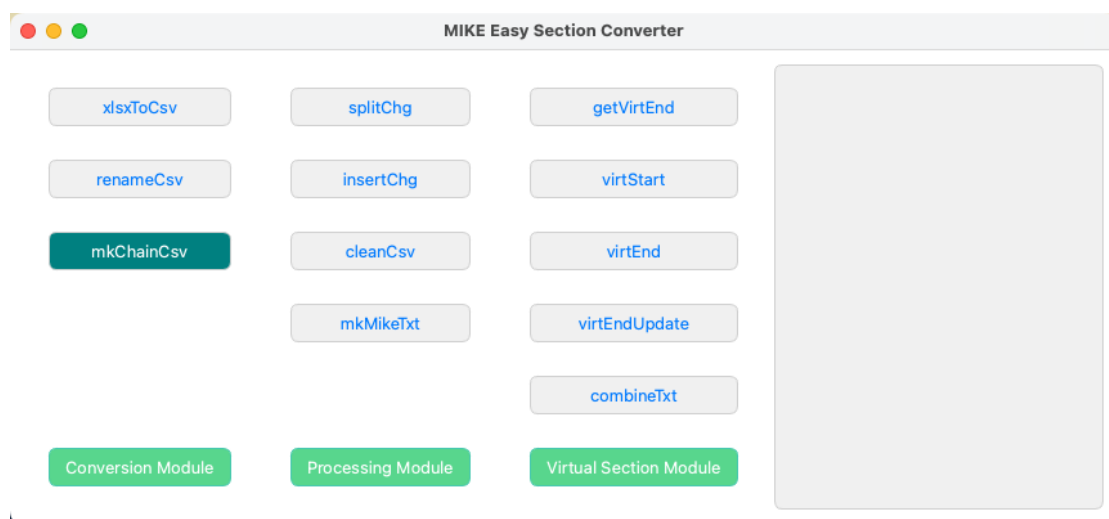 MIKE Easy Section Converter
xlsxToCsv
splitChg
getVirtEnd
renameCsv
insertChg
virtStart
mkChainCsv
cleanCsv
virtEnd
mkMikeTxt
virtEndUpdate
combineTxt
Conversion Module
Processing Module
Virtual Section Module